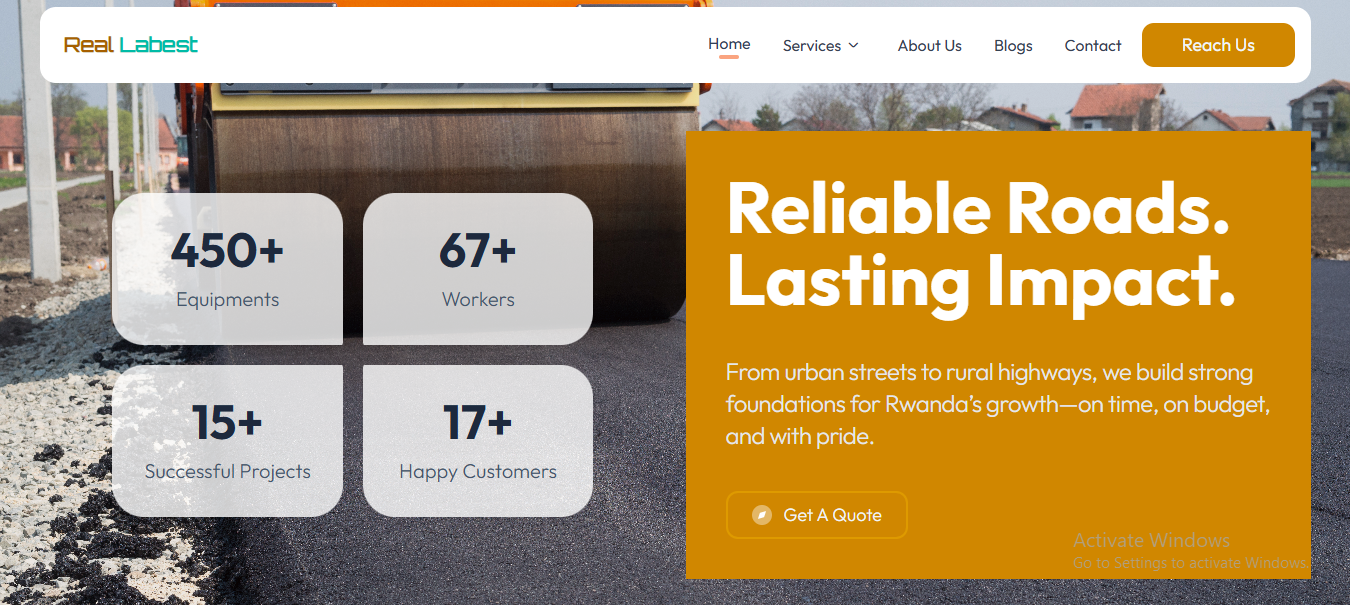 Real Labest
Home
Services
About Us
Blogs
Contact
Reach Us
450+
Equipments
67+
Workers
15+
Successful Projects
17+
Happy Customers
Reliable Roads.
Lasting Impact.
From urban streets to rural highways, we build strong
foundations for Rwanda’s growth—on time, on budget,
and with pride.
Get A Quote
Activate Windows
Go to Settings to activate Windows.